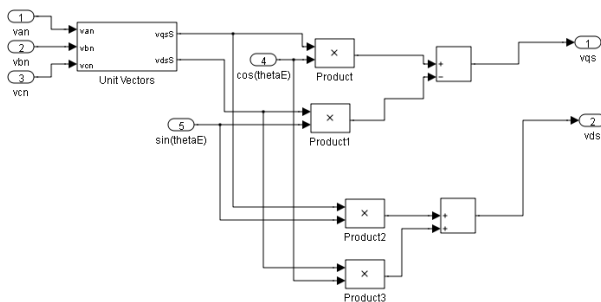 1
van
2
vbn
3
vcn
van
vbn
vcn
vqsS
vdsS
Unit Vectors
4
cos(thetaE)
5
sin(thetaE)
×
Product
×
Product1
×
Product2
×
Product3
+
−
+
+
1
vqs
2
vds